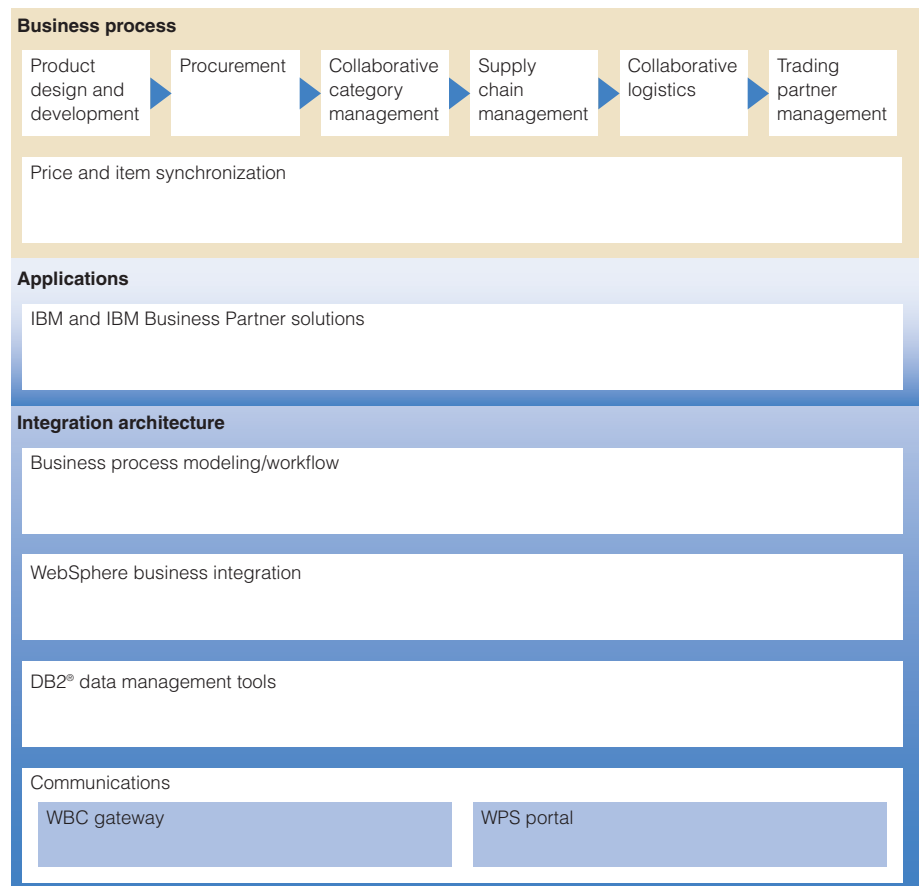 Business process
Product
design and
development
Procurement
Collaborative
category
management
Supply
chain
management
Collaborative
logistics
Trading
partner
management
Price and item synchronization
Applications
IBM and IBM Business Partner solutions
Integration architecture
Business process modeling/workflow
WebSphere business integration
DB2® data management tools
Communications
WBC gateway
WPS portal